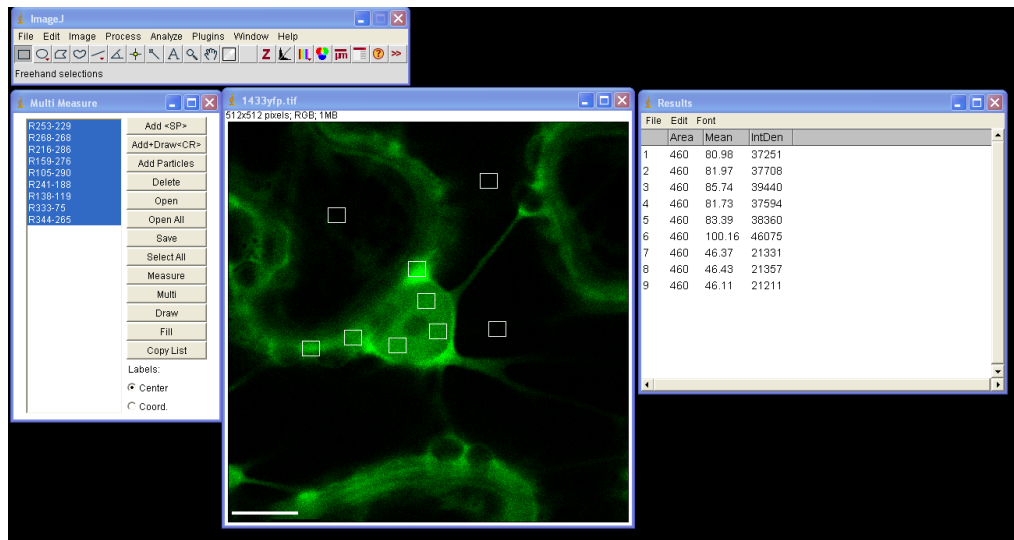 ImageJ
File Edit Image Process Analyze Plugins Window Help
A Z µm ? >>
Freehand selections
Multi Measure
R253-229
R268-268
R216-286
R159-276
R105-290
R241-188
R138-119
R333-75
R344-265
Add <SP>
Add+Draw<CR>
Add Particles
Delete
Open
Open All
Save
Select All
Measure
Multi
Draw
Fill
Copy List
Labels:
Center
Coord.
1433yfp.tif
512x512 pixels; RGB; 1MB
Results
File Edit Font
Area Mean IntDen
1 460 80.98 37251
2 460 81.97 37708
3 460 85.74 39440
4 460 81.73 37594
5 460 83.39 38360
6 460 100.16 46075
7 460 46.37 21331
8 460 46.43 21357
9 460 46.11 21211